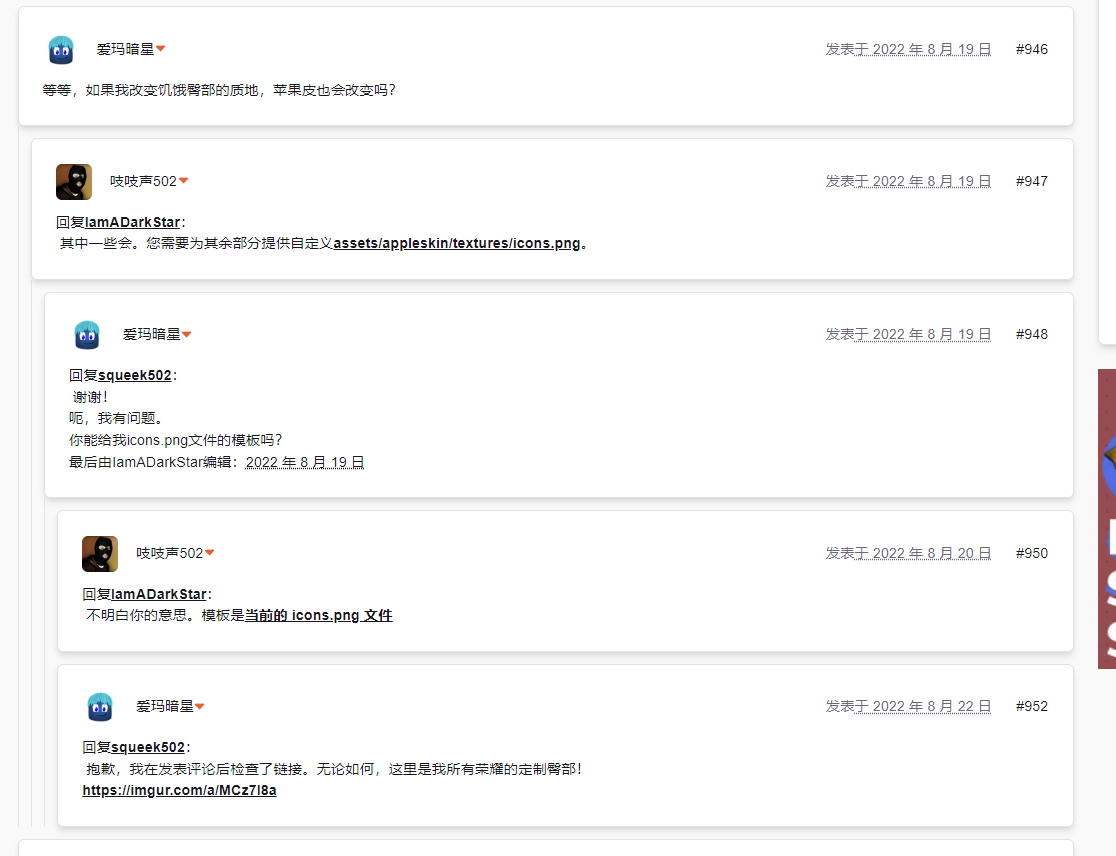 爱玛暗星
发表于 2022 年 8 月 19 日 #946
等等，如果我改变饥饿臀部的质地，苹果皮也会改变吗？
吱吱声502
发表于 2022 年 8 月 19 日 #947
回复IamADarkStar：
其中一些会。您需要为其余部分提供自定义assets/appleskin/textures/icons.png。
爱玛暗星
发表于 2022 年 8 月 19 日 #948
回复squeek502：
谢谢！
呃，我有问题。
你能给我icons.png文件的模板吗？
最后由IamADarkStar编辑：2022 年 8 月 19 日
吱吱声502
发表于 2022 年 8 月 20 日 #950
回复IamADarkStar：
不明白你的意思。模板是当前的 icons.png 文件
爱玛暗星
发表于 2022 年 8 月 22 日 #952
回复squeek502：
抱歉，我在发表评论后检查了链接。无论如何，这里是我所有荣耀的定制臀部！
https://imgur.com/a/MCz7I8a